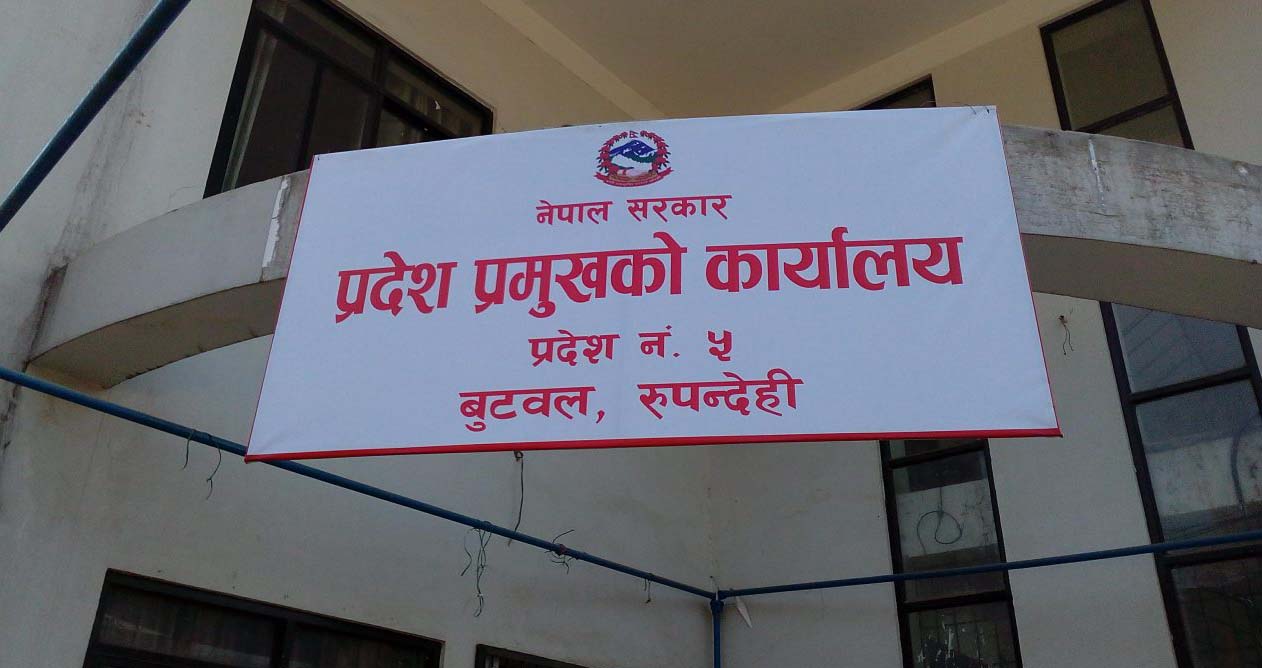 नेपाल सरकार
प्रदेश प्रमुखको कार्यालय
प्रदेश नं. ५
बुटवल, रुपन्देही